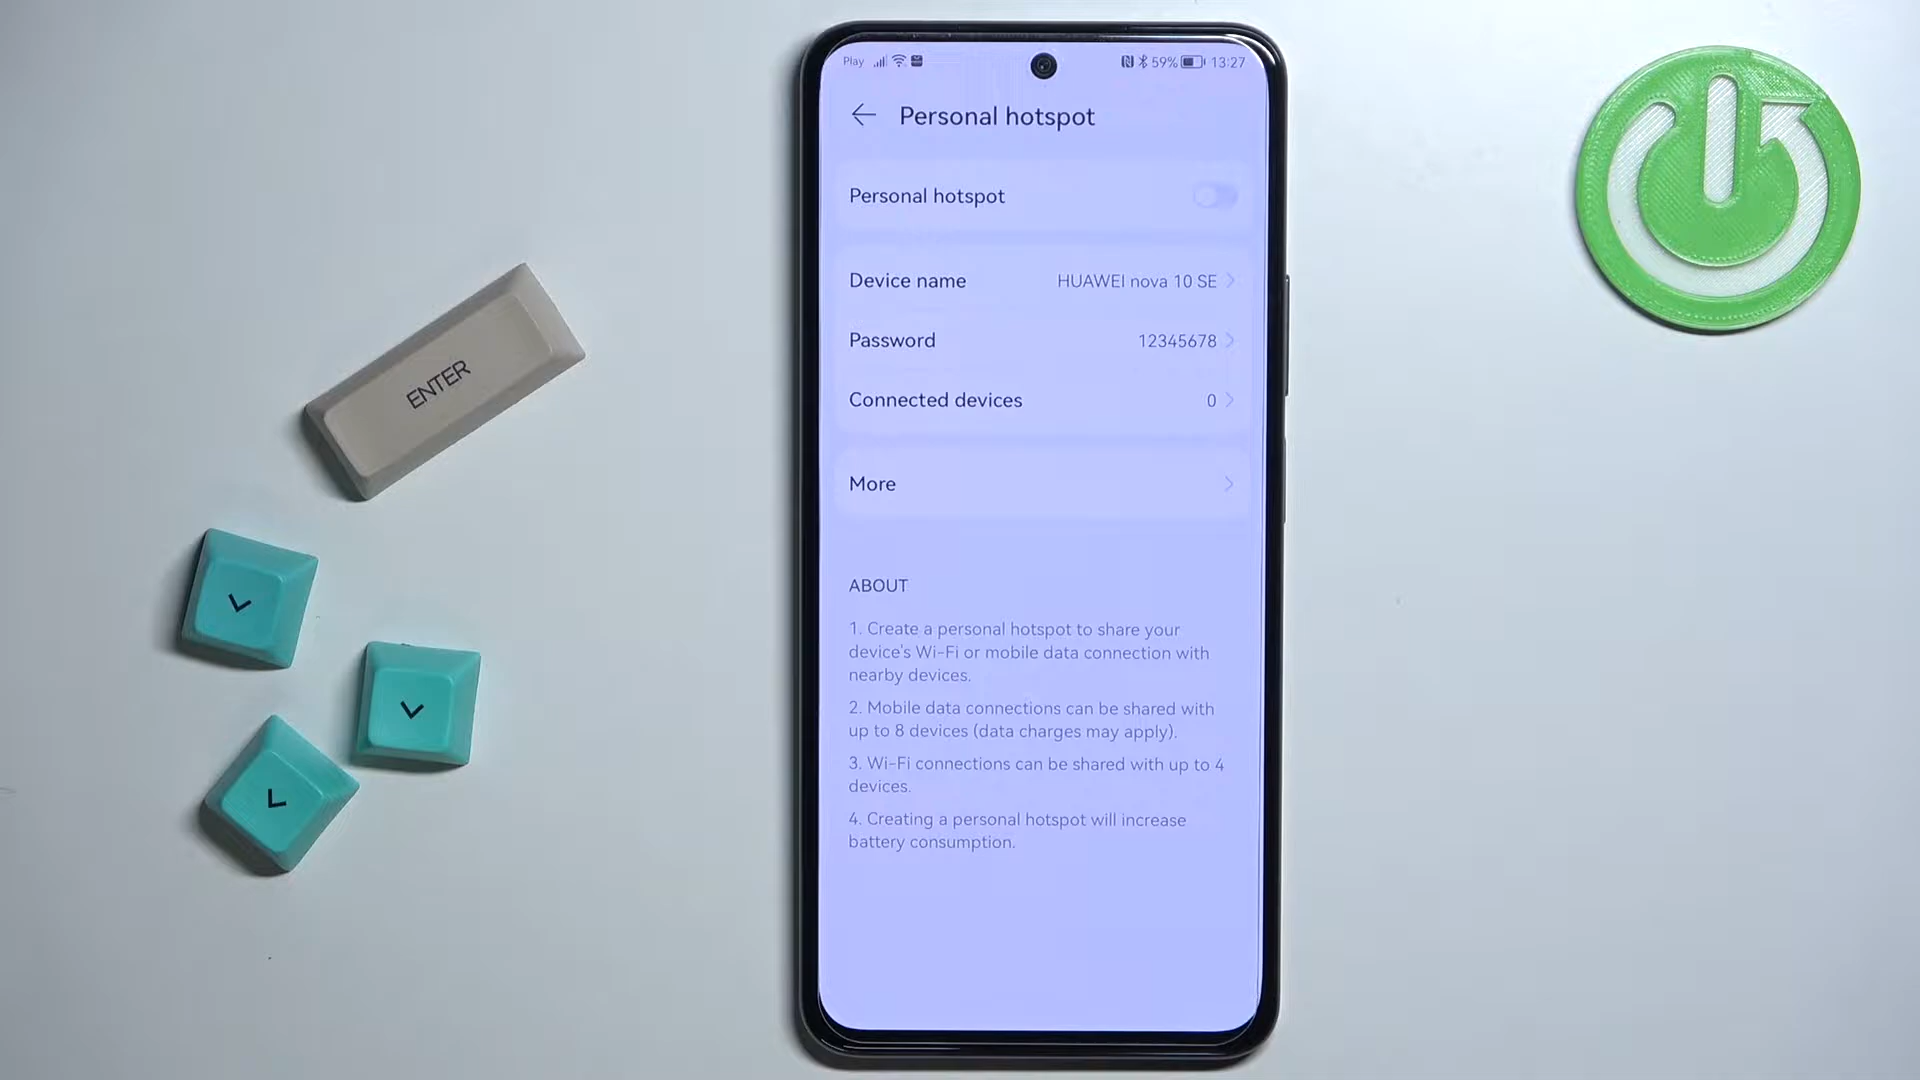 Play 59% 13:27
Personal hotspot
Personal hotspot
Device name HUAWEI nova 10 SE
Password 12345678
Connected devices 0
More
ABOUT
1. Create a personal hotspot to share your
device's Wi-Fi or mobile data connection with
nearby devices.
2. Mobile data connections can be shared with
up to 8 devices (data charges may apply).
3. Wi-Fi connections can be shared with up to 4
devices.
4. Creating a personal hotspot will increase
battery consumption.
ENTER